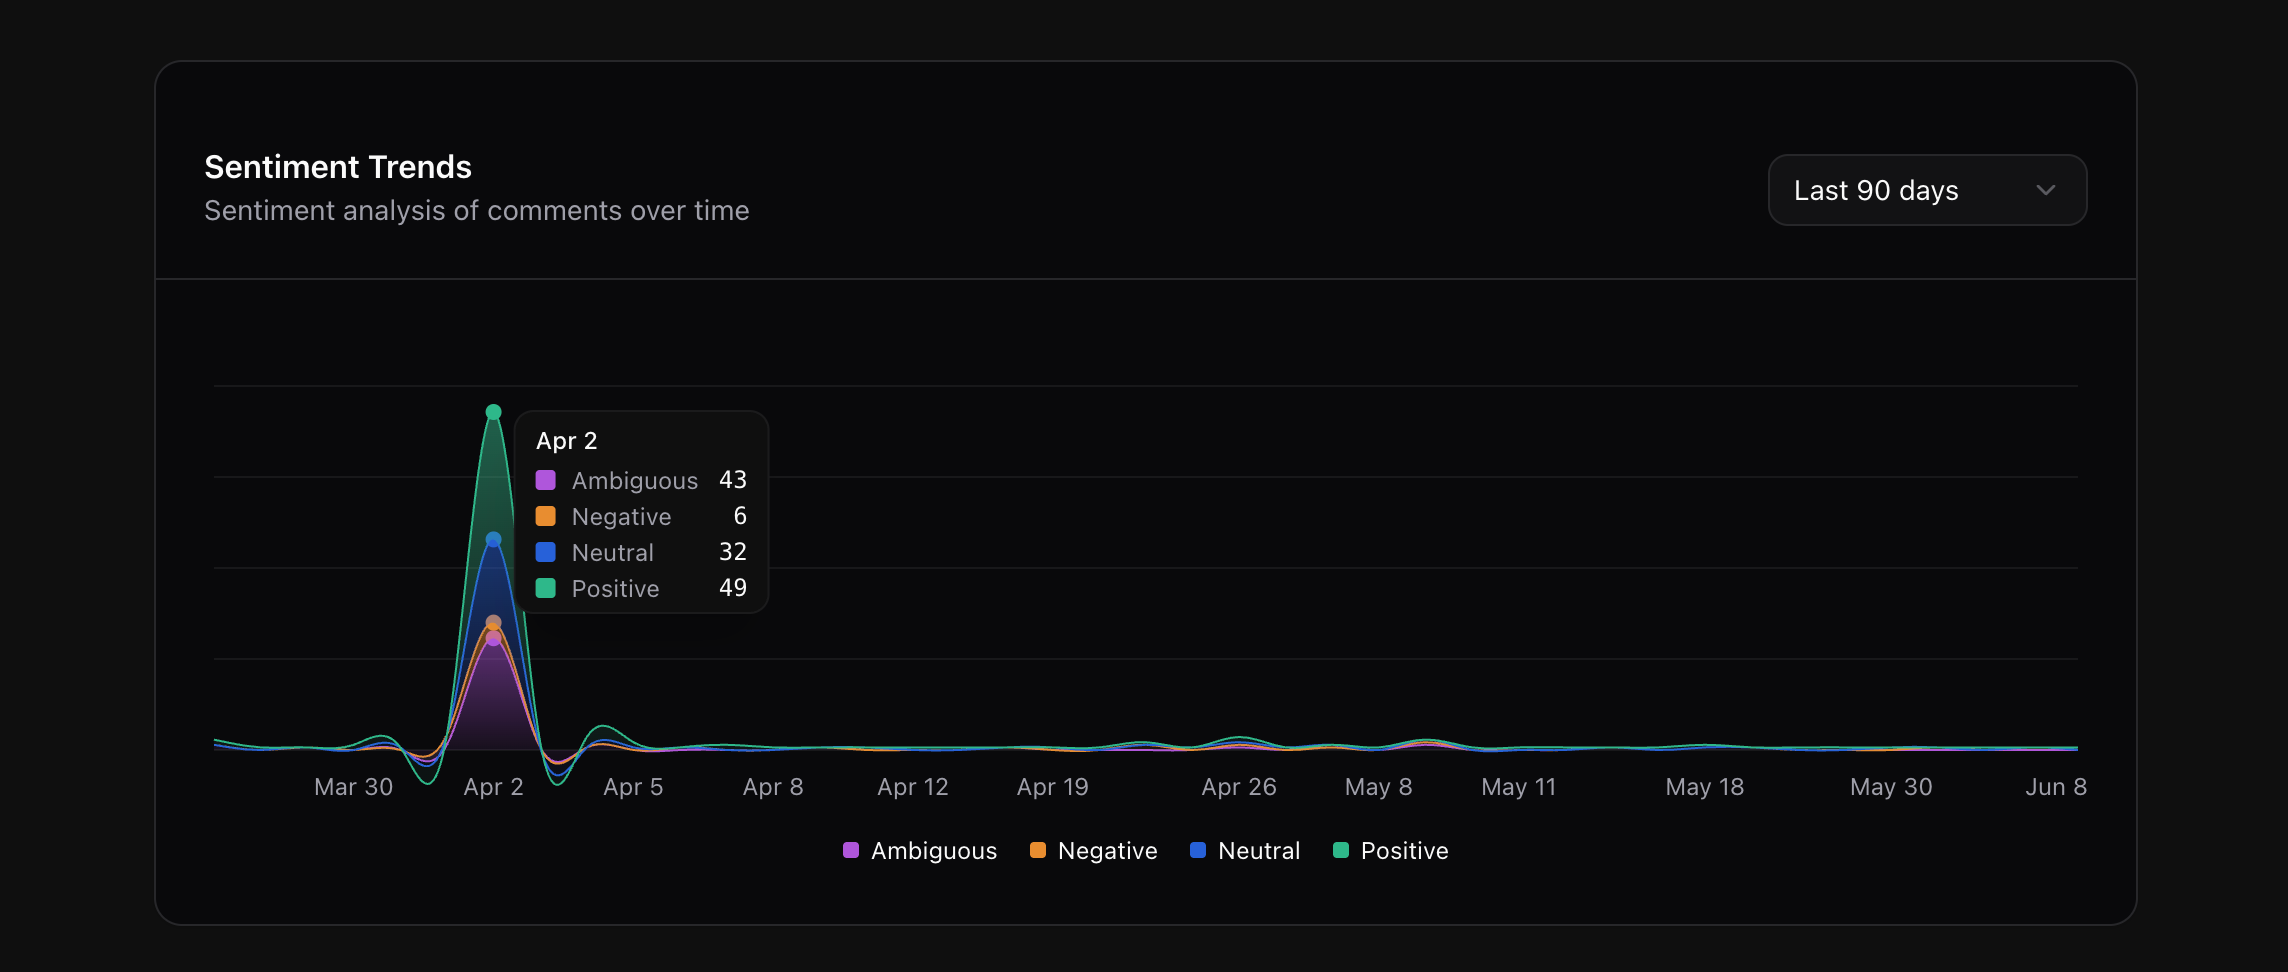 Sentiment Trends
Sentiment analysis of comments over time
Last 90 days
Apr 2
Ambiguous 43
Negative 6
Neutral 32
Positive 49
Mar 30 Apr 2 Apr 5 Apr 8 Apr 12 Apr 19 Apr 26 May 8 May 11 May 18 May 30 Jun 8
Ambiguous Negative Neutral Positive